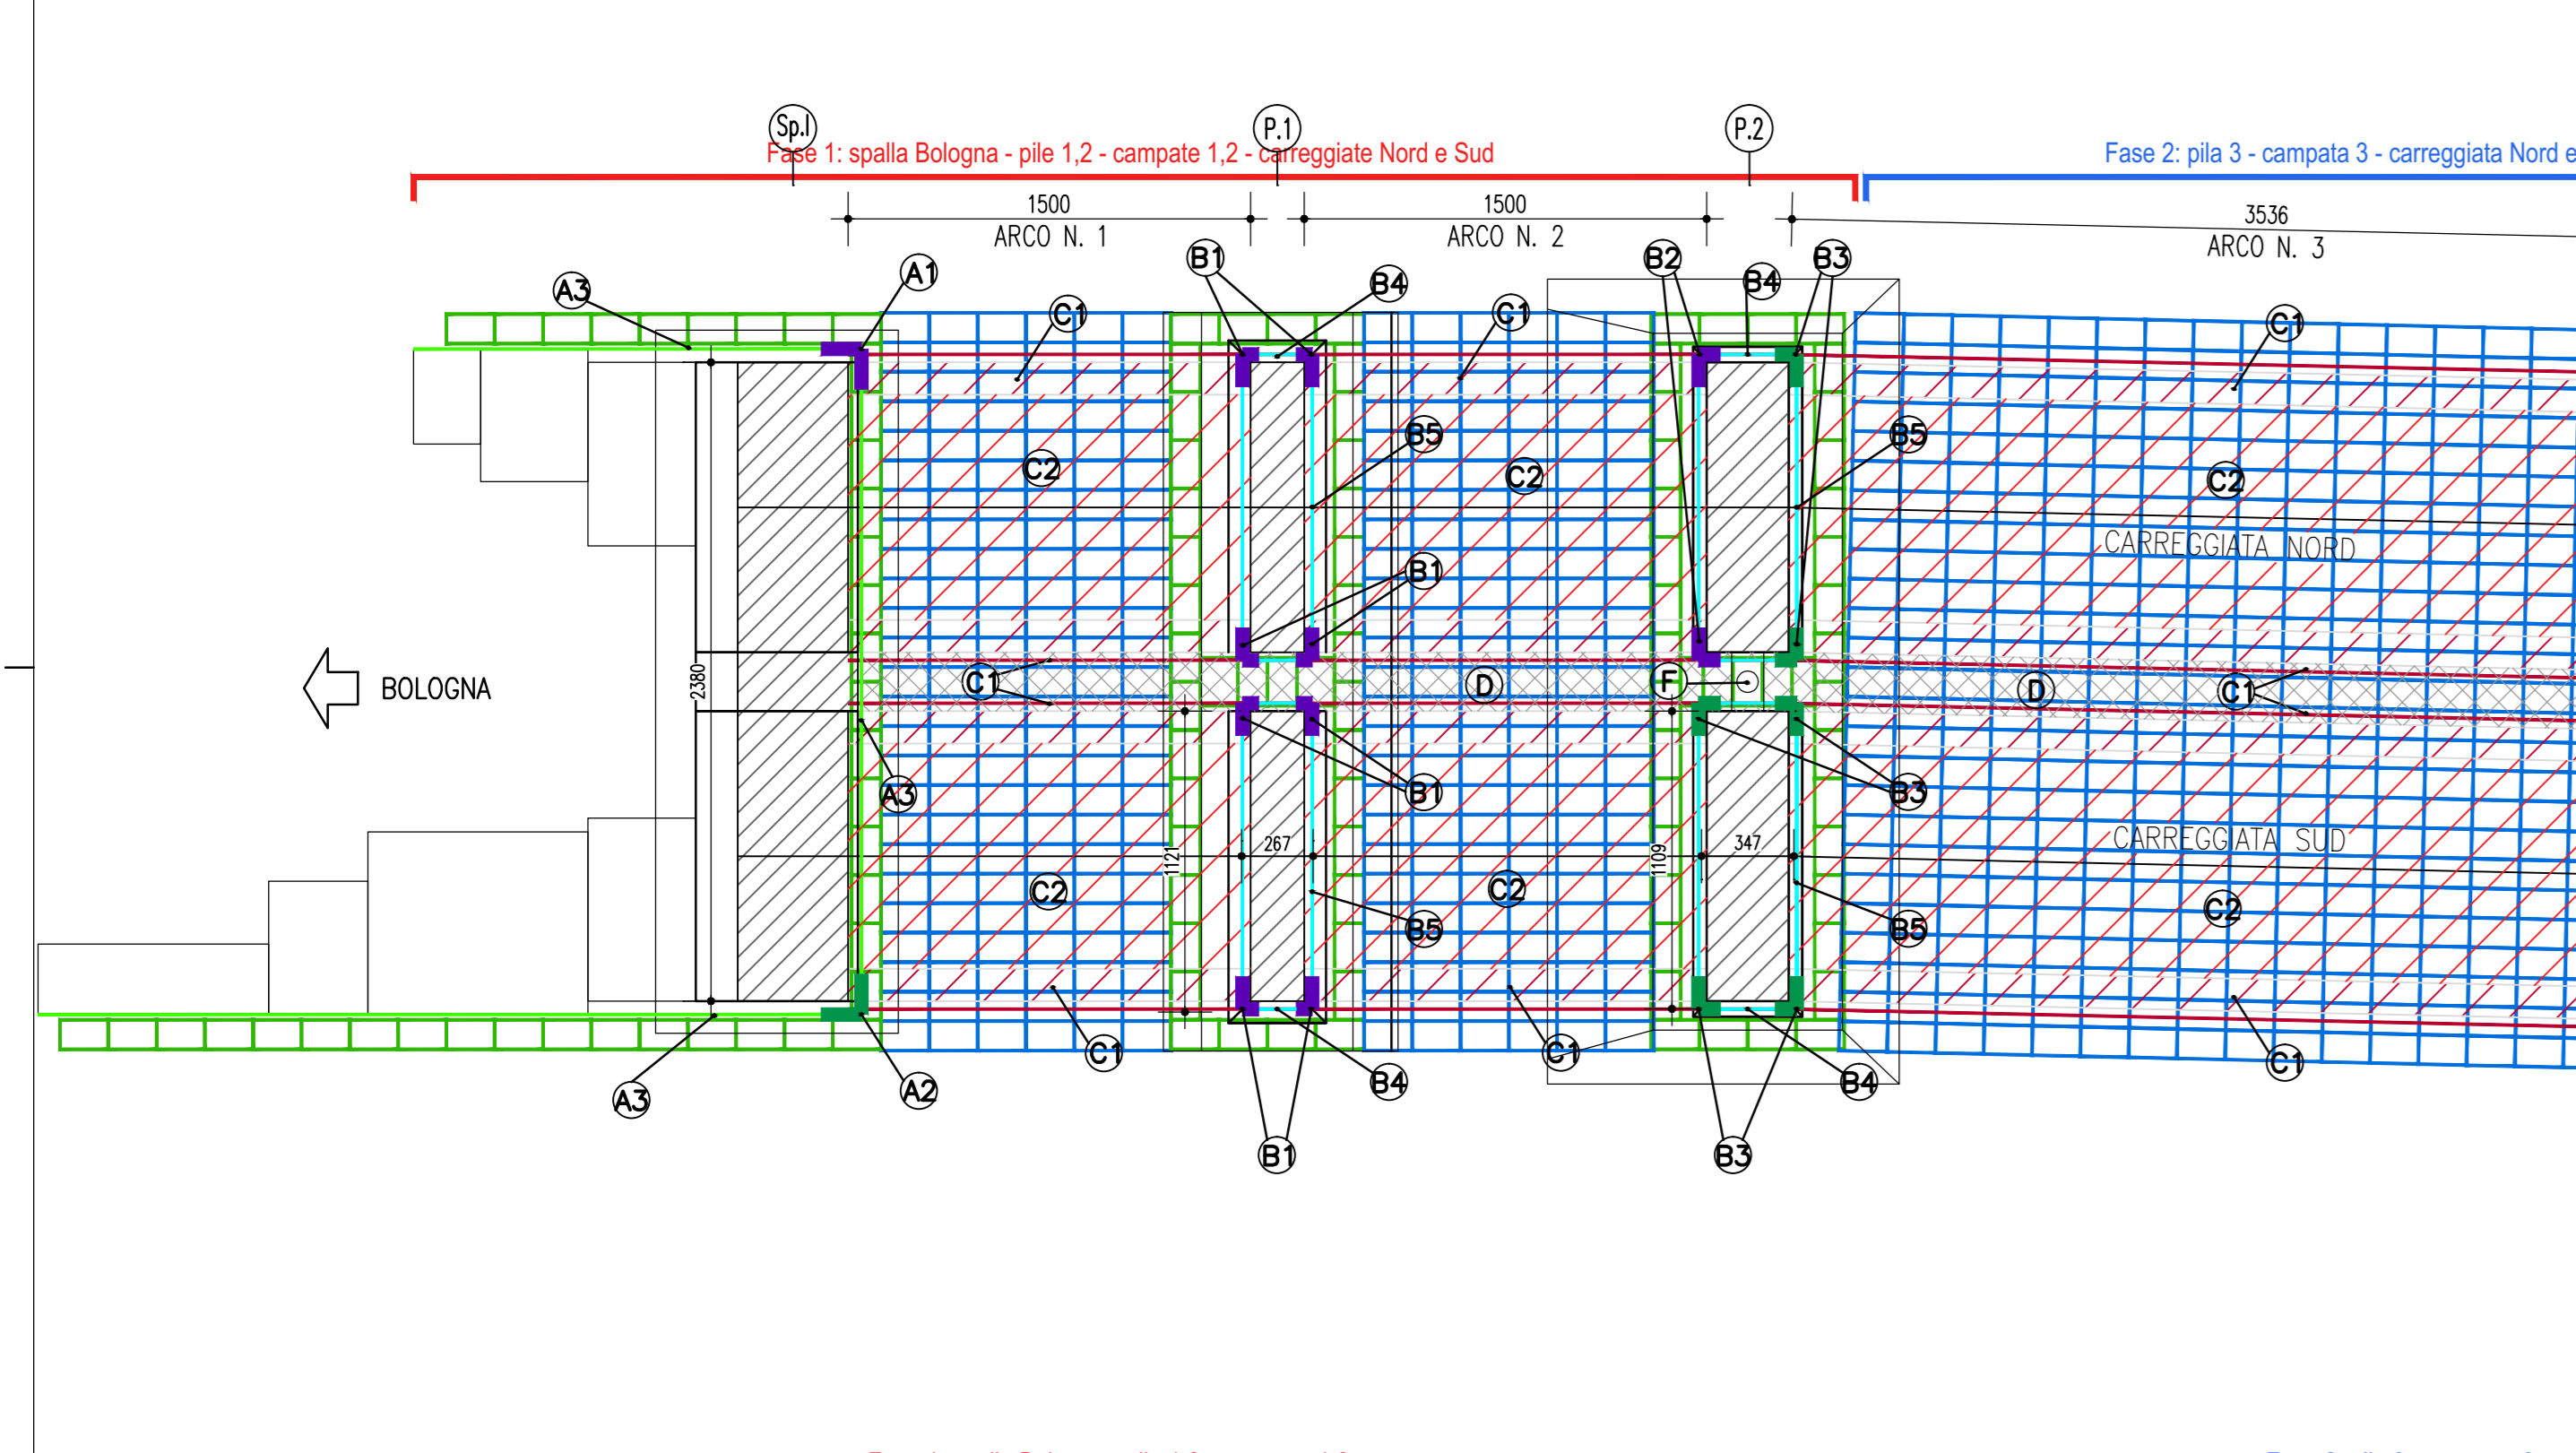 Sp.I
P.1
P.2
Fase 1: spalla Bologna - pile 1,2 - campate 1,2 - carreggiate Nord e Sud
Fase 2: pila 3 - campata 3 - carreggiata Nord e
1500
ARCO N. 1
1500
ARCO N. 2
3536
ARCO N. 3
A3
A1
B1
B4
B2
B4
B3
C1
C1
C1
B5
B5
C2
C2
C2
CARREGGIATA NORD
B1
BOLOGNA
2380
C1
D
F
D
C1
A3
B1
B3
1121
267
1109
347
CARREGGIATA SUD
C2
C2
C2
B5
B5
C1
C1
C1
A3
A2
B4
B4
B1
B3